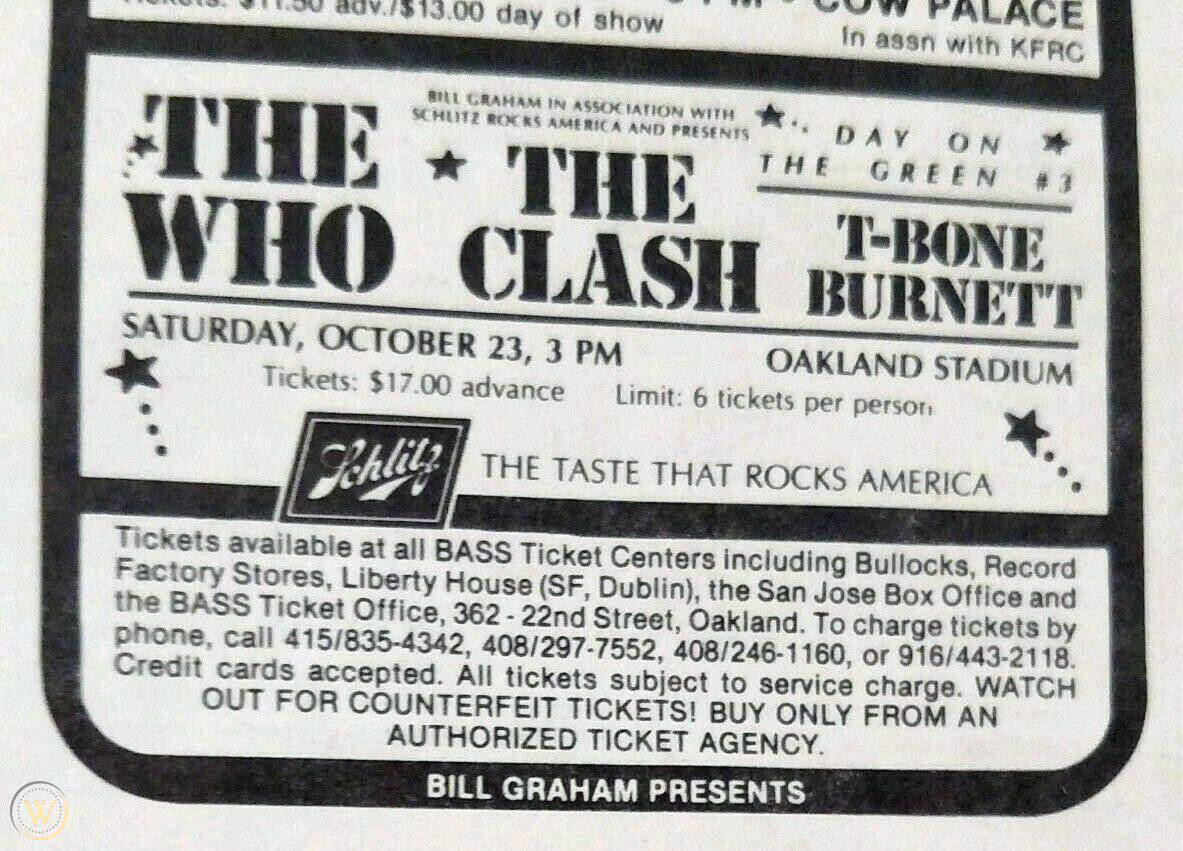 Tickets: $11.50 adv./$13.00 day of show
PM - COW PALACE
In assn with KFRC
BILL GRAHAM IN ASSOCIATION WITH
SCHLITZ ROCKS AMERICA AND PRESENTS
DAY ON
THE GREEN #3
THE
WHO
THE
CLASH
T-BONE
BURNETT
SATURDAY, OCTOBER 23, 3 PM
OAKLAND STADIUM
Tickets: $17.00 advance
Limit: 6 tickets per person
Schlitz
THE TASTE THAT ROCKS AMERICA
Tickets available at all BASS Ticket Centers including Bullocks, Record
Factory Stores, Liberty House (SF, Dublin), the San Jose Box Office and
the BASS Ticket Office, 362 - 22nd Street, Oakland. To charge tickets by
phone, call 415/835-4342, 408/297-7552, 408/246-1160, or 916/443-2118.
Credit cards accepted. All tickets subject to service charge. WATCH
OUT FOR COUNTERFEIT TICKETS! BUY ONLY FROM AN
AUTHORIZED TICKET AGENCY.
BILL GRAHAM PRESENTS
W